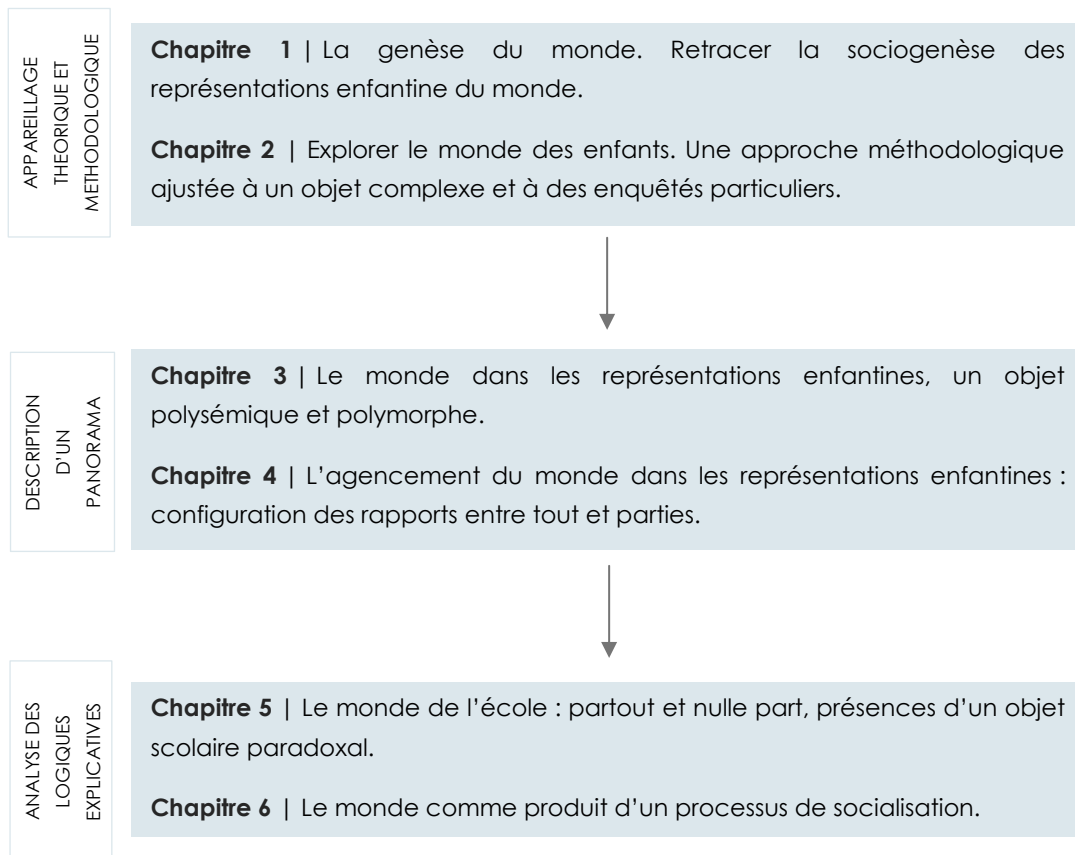 APPAREILLAGE
THEORIQUE ET
METHODOLOGIQUE
Chapitre 1 | La genèse du monde. Retracer la sociogenèse des
représentations enfantine du monde.
Chapitre 2 | Explorer le monde des enfants. Une approche méthodologique
ajustée à un objet complexe et à des enquêtés particuliers.
DESCRIPTION
D'UN
PANORAMA
Chapitre 3 | Le monde dans les représentations enfantines, un objet
polysémique et polymorphe.
Chapitre 4 | L'agencement du monde dans les représentations enfantines :
configuration des rapports entre tout et parties.
ANALYSE DES
LOGIQUES
EXPLICATIVES
Chapitre 5 | Le monde de l'école : partout et nulle part, présences d'un objet
scolaire paradoxal.
Chapitre 6 | Le monde comme produit d'un processus de socialisation.